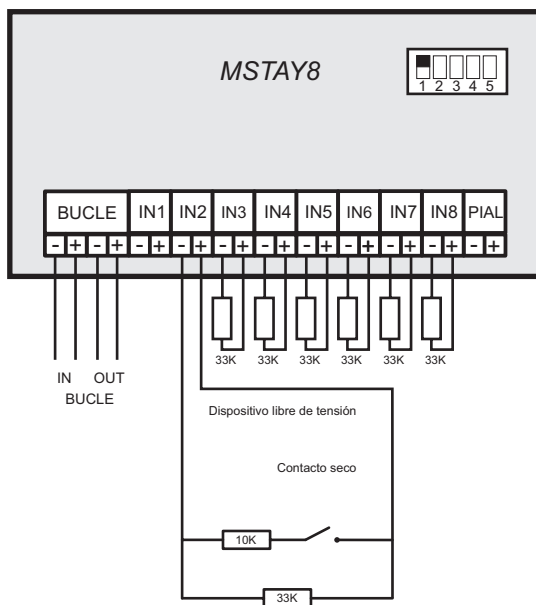 MSTAY8
1 2 3 4 5
BUCLE IN1 IN2 IN3 IN4 IN5 IN6 IN7 IN8 PIAL
- + - + - + - + - + - + - + - + - + - + - +
33K 33K 33K 33K 33K 33K
IN OUT
BUCLE
Dispositivo libre de tensión
Contacto seco
10K
33K